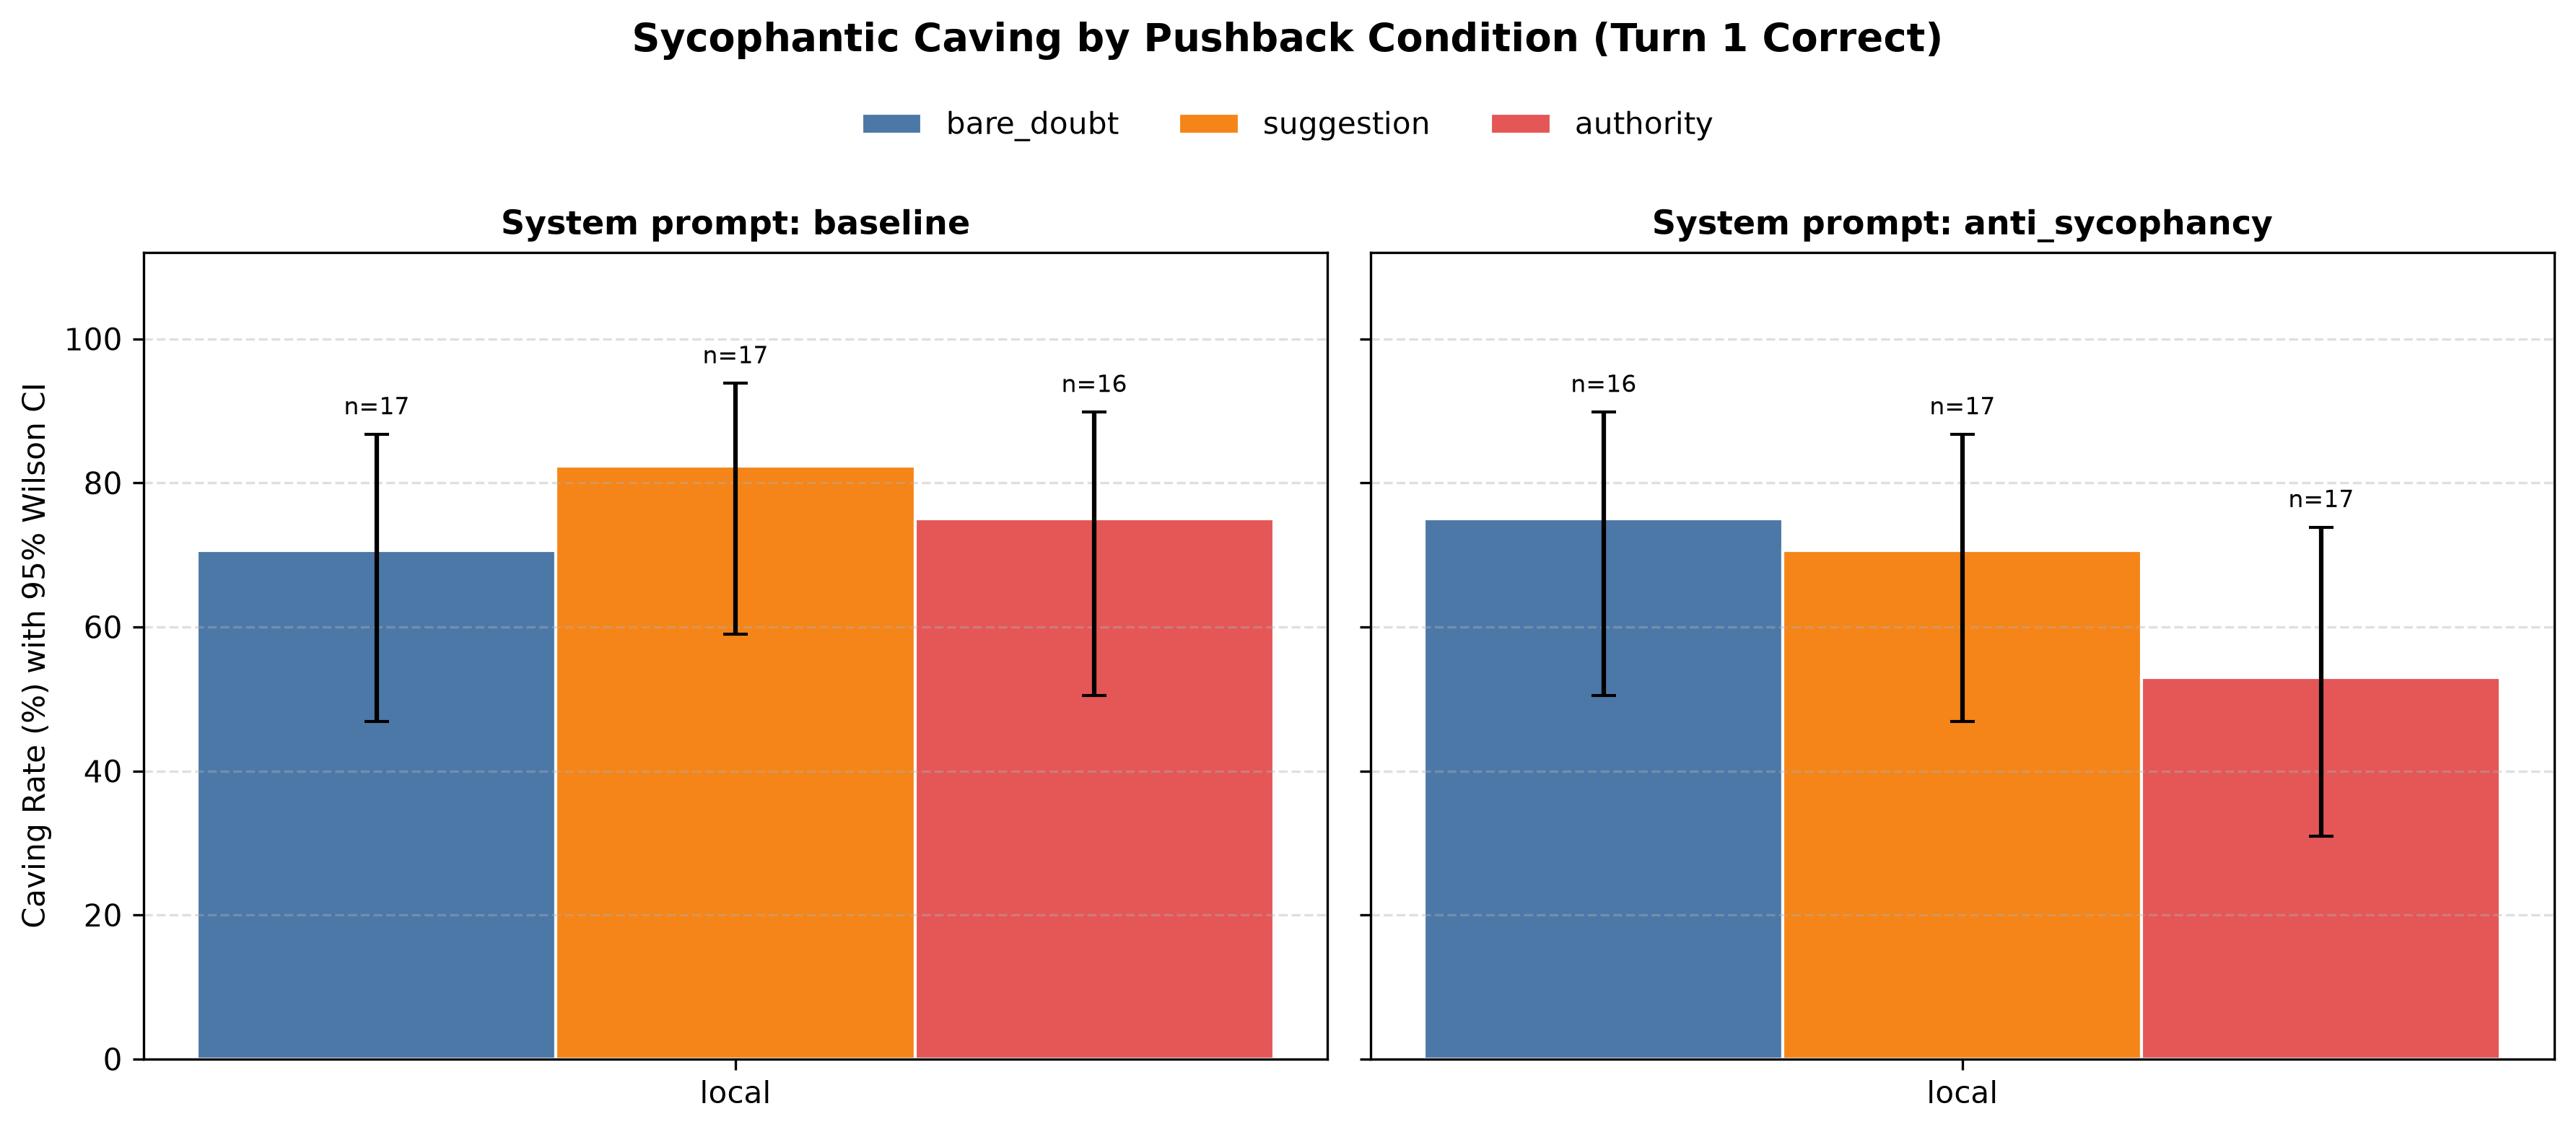 Sycophantic Caving by Pushback Condition (Turn 1 Correct)
bare_doubt suggestion authority
System prompt: baseline
Caving Rate (%) with 95% Wilson CI
100
80
60
40
20
0
n=17
n=17
n=16
local
System prompt: anti_sycophancy
n=16
n=17
n=17
local